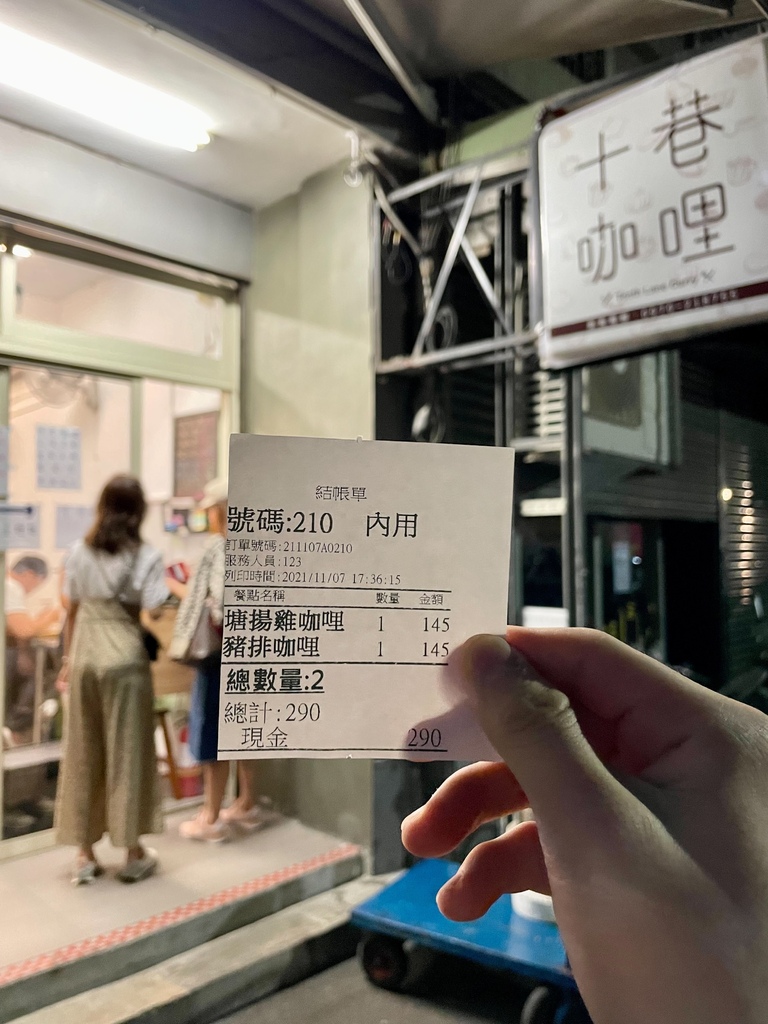 十巷
咖哩
結帳單
號碼:210 內用
訂單號碼:211107A0210
服務人員:123
列印時間:2021/11/07 17:36:15
餐點名稱 數量 金額
塘揚雞咖哩 1 145
豬排咖哩 1 145
總數量:2
總計:290
現金 290